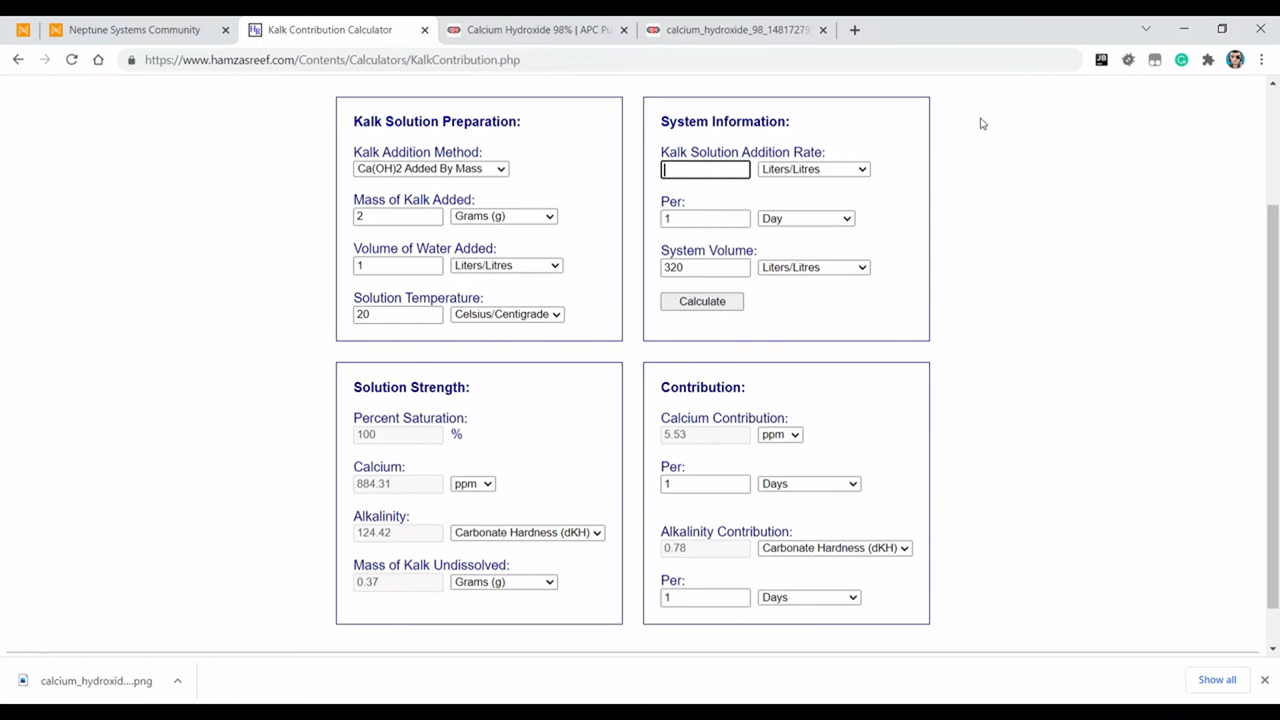 Neptune Systems Community
Kalk Contribution Calculator
Calcium Hydroxide 98% | APC Pu
calcium_hydroxide_98_14817279
https://www.hamzasreef.com/Contents/Calculators/KalkContribution.php
Kalk Solution Preparation:
Kalk Addition Method:
Ca(OH)2 Added By Mass
Mass of Kalk Added:
2 Grams (g)
Volume of Water Added:
1 Liters/Litres
Solution Temperature:
20 Celsius/Centigrade
System Information:
Kalk Solution Addition Rate:
Liters/Litres
Per:
1 Day
System Volume:
320 Liters/Litres
Calculate
Solution Strength:
Percent Saturation:
100 %
Calcium:
884.31 ppm
Alkalinity:
124.42 Carbonate Hardness (dKH)
Mass of Kalk Undissolved:
0.37 Grams (g)
Contribution:
Calcium Contribution:
5.53 ppm
Per:
1 Days
Alkalinity Contribution:
0.78 Carbonate Hardness (dKH)
Per:
1 Days
calcium_hydroxid....png
Show all